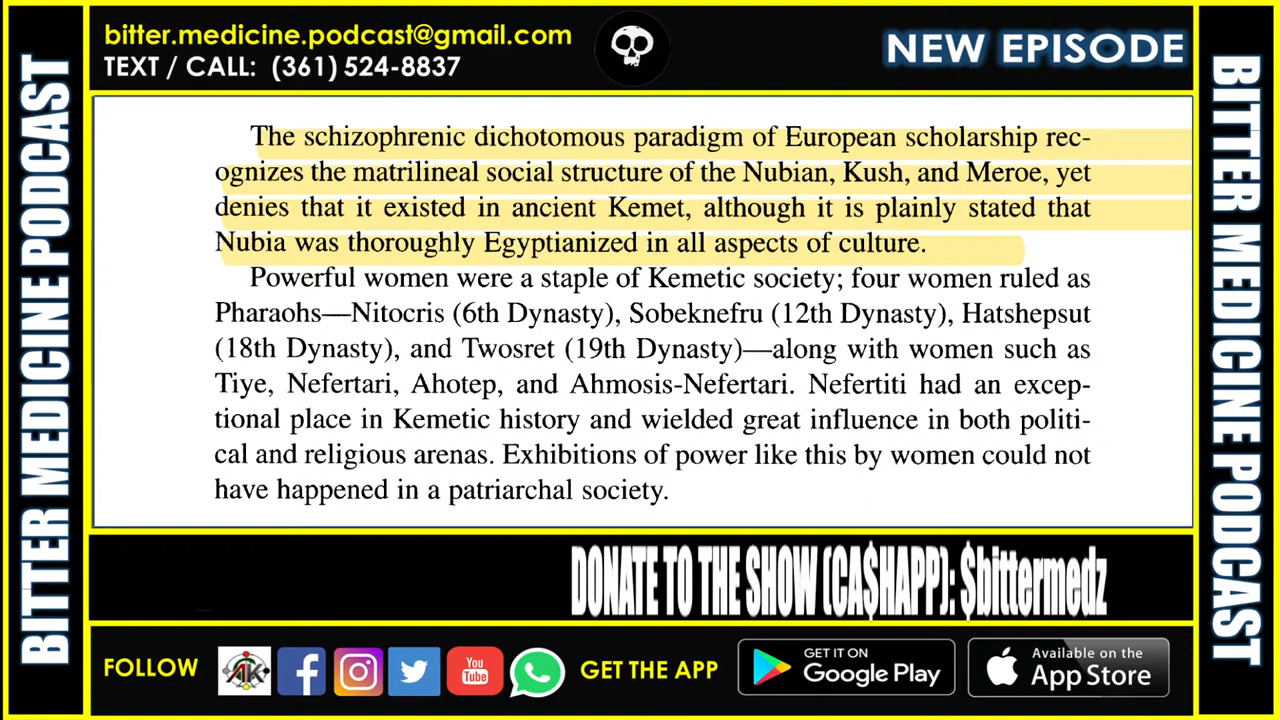 bitter.medicine.podcast@gmail.com
TEXT / CALL: (361) 524-8837
NEW EPISODE
BITTER MEDICINE PODCAST
The schizophrenic dichotomous paradigm of European scholarship rec-
ognizes the matrilineal social structure of the Nubian, Kush, and Meroe, yet
denies that it existed in ancient Kemet, although it is plainly stated that
Nubia was thoroughly Egyptianized in all aspects of culture.
Powerful women were a staple of Kemetic society; four women ruled as
Pharaohs—Nitocris (6th Dynasty), Sobeknefru (12th Dynasty), Hatshepsut
(18th Dynasty), and Twosret (19th Dynasty)—along with women such as
Tiye, Nefertari, Ahotep, and Ahmosis-Nefertari. Nefertiti had an excep-
tional place in Kemetic history and wielded great influence in both politi-
cal and religious arenas. Exhibitions of power like this by women could not
have happened in a patriarchal society.
BITTER MEDICINE PODCAST
DONATE TO THE SHOW (CA$HAPP): $bittermedz
FOLLOW
ATK
You
Tube
GET THE APP
GET IT ON
Google Play
Available on the
App Store